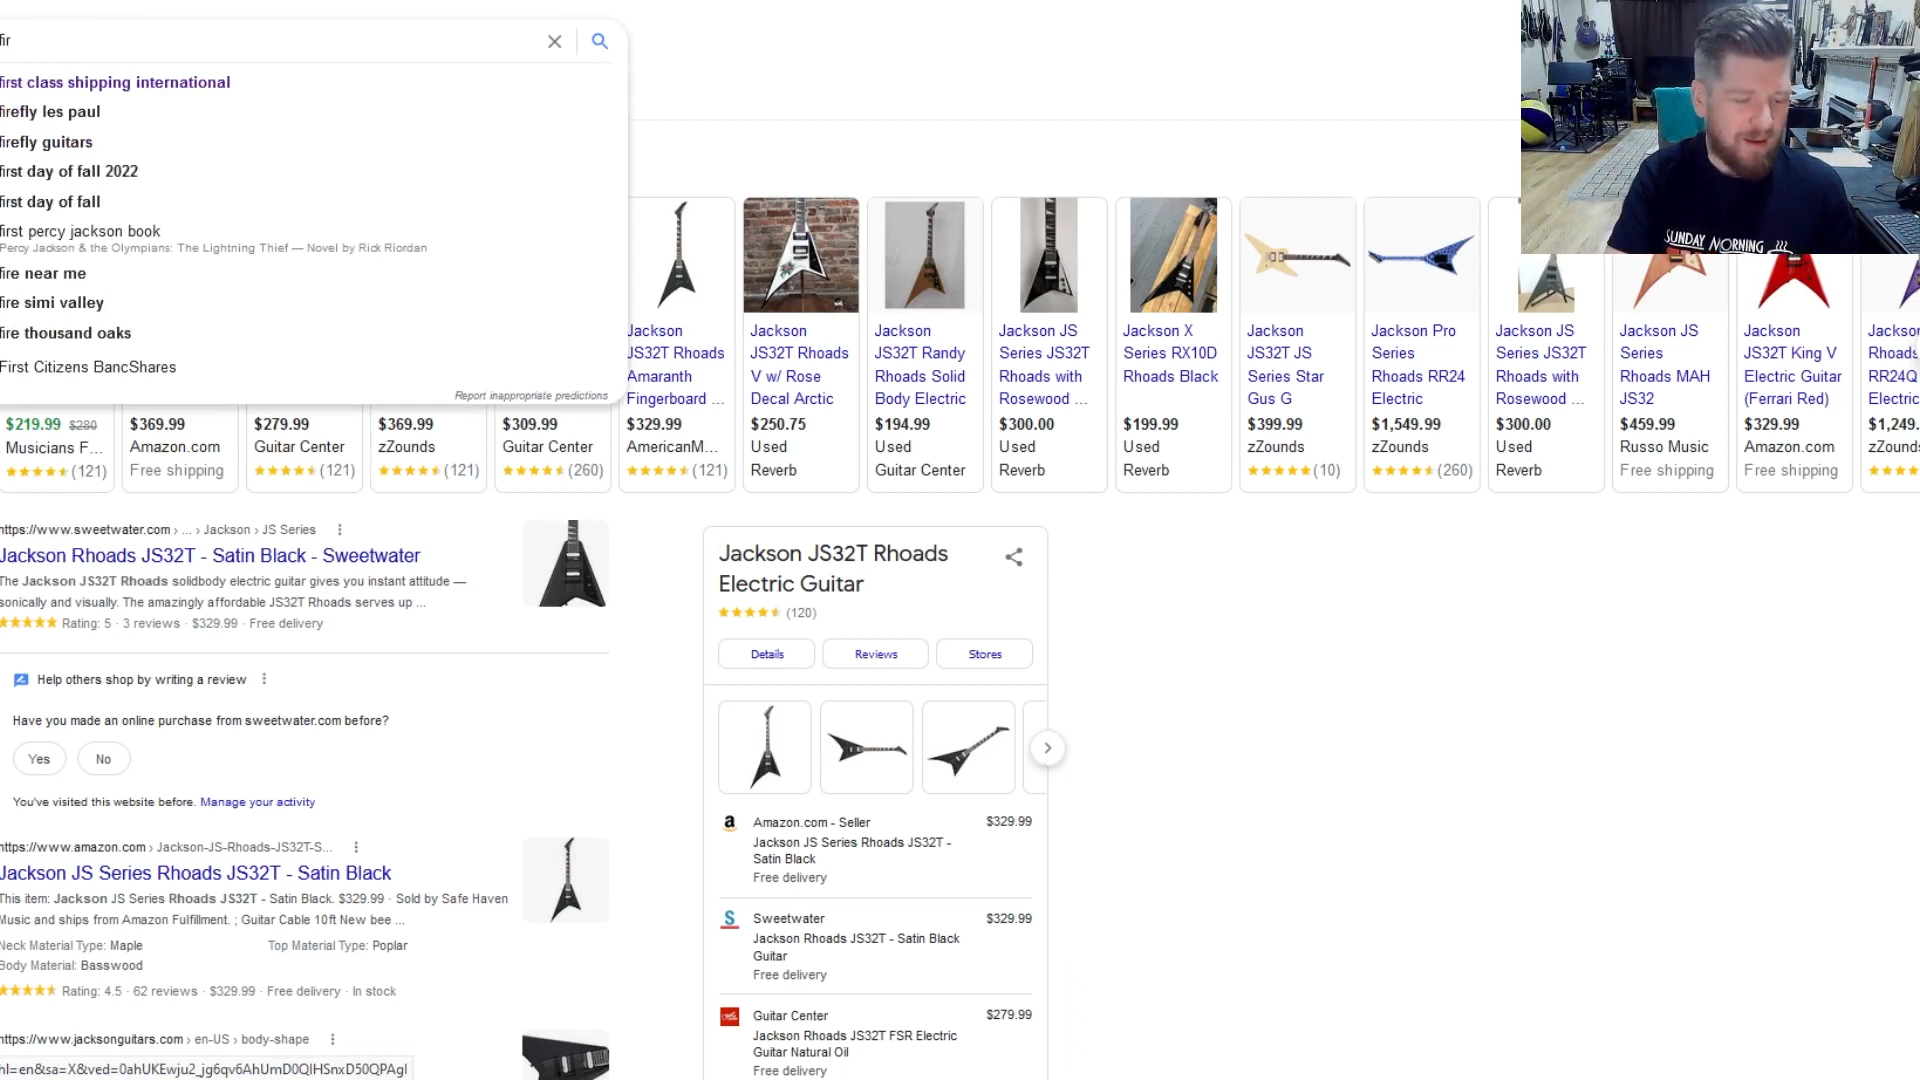 fir
first class shipping international
firefly les paul
firefly guitars
first day of fall 2022
first day of fall
first percy jackson book
Percy Jackson & the Olympians: The Lightning Thief — Novel by Rick Riordan
fire near me
fire simi valley
fire thousand oaks
First Citizens BancShares
Report inappropriate predictions
SUNDAY MORNING
$219.99 $280
Musicians F...
(121)
$369.99
Amazon.com
Free shipping
$279.99
Guitar Center
(121)
$369.99
zZounds
(121)
$309.99
Guitar Center
(260)
Jackson
JS32T Rhoads
Amaranth
Fingerboard ...
$329.99
AmericanM...
(121)
Jackson
JS32T Rhoads
V w/ Rose
Decal Arctic
$250.75
Used
Reverb
Jackson
JS32T Randy
Rhoads Solid
Body Electric
$194.99
Used
Guitar Center
Jackson JS
Series JS32T
Rhoads with
Rosewood ...
$300.00
Used
Reverb
Jackson X
Series RX10D
Rhoads Black
$199.99
Used
Reverb
Jackson
JS32T JS
Series Star
Gus G
$399.99
zZounds
(10)
Jackson Pro
Series
Rhoads RR24
Electric
$1,549.99
zZounds
(260)
Jackson JS
Series JS32T
Rhoads with
Rosewood ...
$300.00
Used
Reverb
Jackson JS
Series
Rhoads MAH
JS32
$459.99
Russo Music
Free shipping
Jackson
JS32T King V
Electric Guitar
(Ferrari Red)
$329.99
Amazon.com
Free shipping
Jackson
Rhoads
RR24Q
Electric
$1,249.
zZounds
https://www.sweetwater.com › ... › Jackson › JS Series
Jackson Rhoads JS32T - Satin Black - Sweetwater
The Jackson JS32T Rhoads solidbody electric guitar gives you instant attitude —
sonically and visually. The amazingly affordable JS32T Rhoads serves up ...
Rating: 5 · 3 reviews · $329.99 · Free delivery
Help others shop by writing a review
Have you made an online purchase from sweetwater.com before?
Yes
No
You've visited this website before. Manage your activity
https://www.amazon.com › Jackson-JS-Rhoads-JS32T-S...
Jackson JS Series Rhoads JS32T - Satin Black
This item: Jackson JS Series Rhoads JS32T - Satin Black. $329.99 · Sold by Safe Haven
Music and ships from Amazon Fulfillment. ; Guitar Cable 10ft New bee ...
Neck Material Type: Maple
Top Material Type: Poplar
Body Material: Basswood
Rating: 4.5 · 62 reviews · $329.99 · Free delivery · In stock
https://www.jacksonguitars.com › en-US › body-shape
hl=en&sa=X&ved=0ahUKEwju2_jg6qv6AhUmD0QIHSnxD50QPAgI
Jackson JS32T Rhoads
Electric Guitar
(120)
Details
Reviews
Stores
Amazon.com - Seller
$329.99
Jackson JS Series Rhoads JS32T -
Satin Black
Free delivery
Sweetwater
$329.99
Jackson Rhoads JS32T - Satin Black
Guitar
Free delivery
Guitar Center
$279.99
Jackson Rhoads JS32T FSR Electric
Guitar Natural Oil
Free delivery